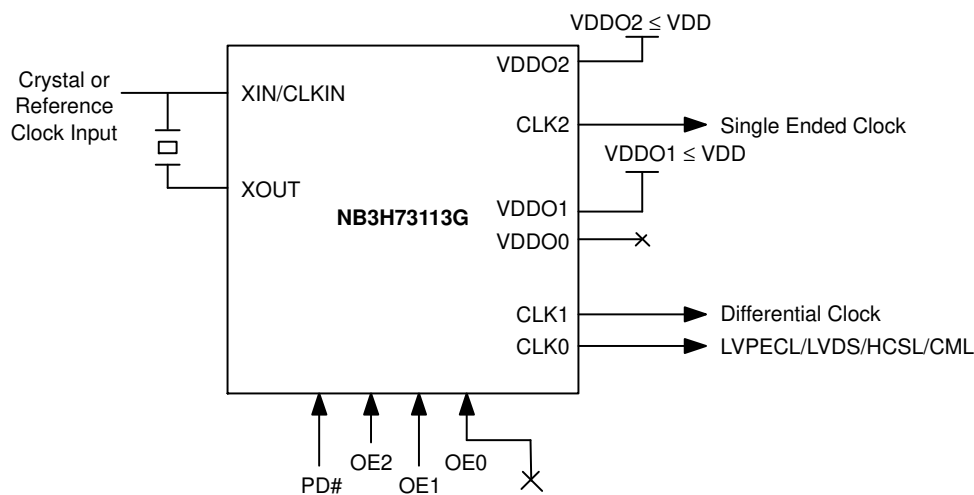 VDDO2 ≤ VDD
VDDO2
Crystal or
Reference
Clock Input
XIN/CLKIN
CLK2
Single Ended Clock
VDDO1 ≤ VDD
XOUT
NB3H73113G
VDDO1
VDDO0
CLK1
Differential Clock
CLK0
LVPECL/LVDS/HCSL/CML
PD#
OE2
OE1
OE0